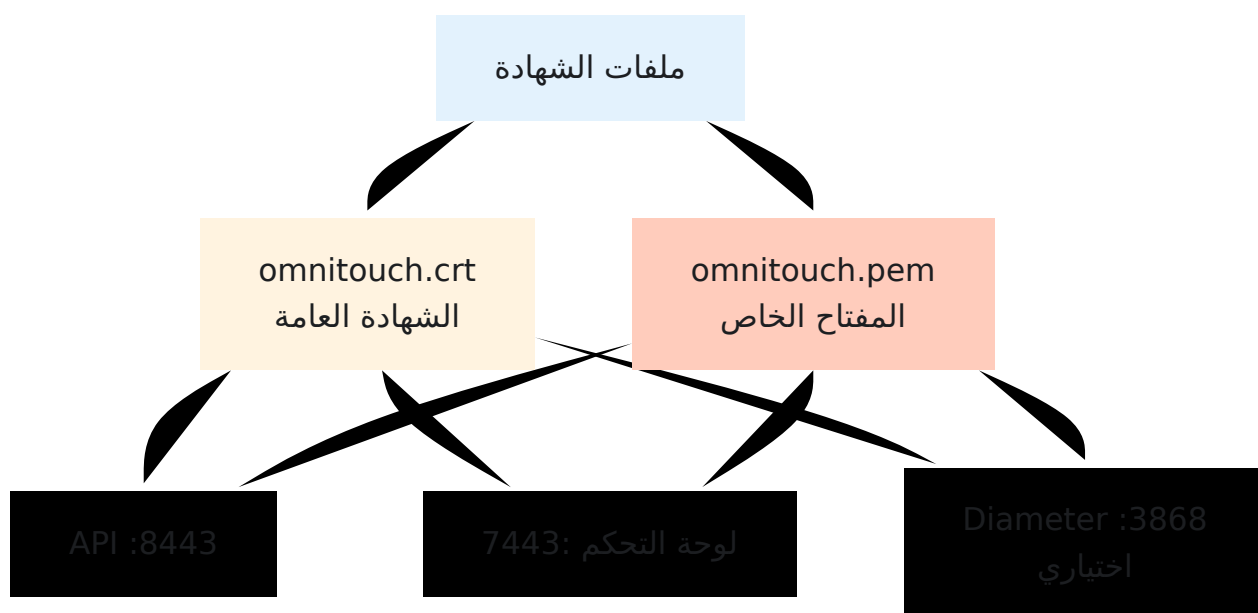 ملفات الشهادة
omnitouch.crt
الشهادة العامة
omnitouch.pem
المفتاح الخاص
API :8443
لوحة التحكم :7443
Diameter :3868
اختياري